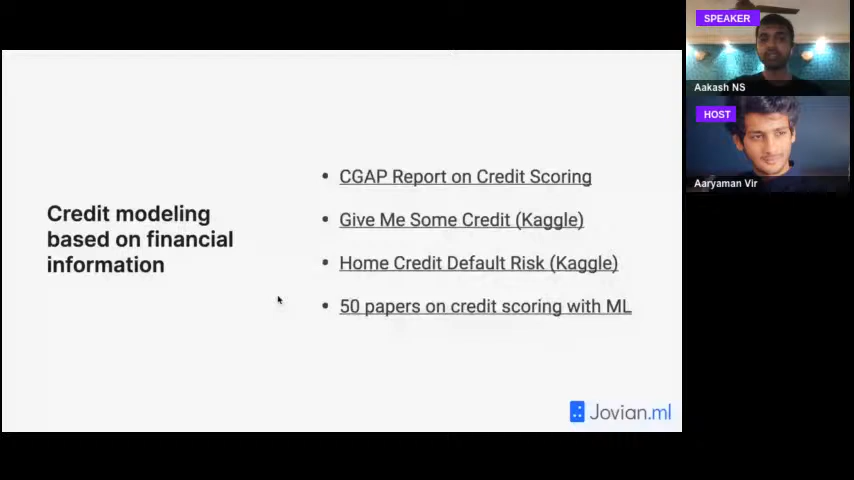 SPEAKER
Aakash NS
HOST
Aaryaman Vir
Credit modeling
based on financial
information
• CGAP Report on Credit Scoring
• Give Me Some Credit (Kaggle)
• Home Credit Default Risk (Kaggle)
• 50 papers on credit scoring with ML
Jovian.ml